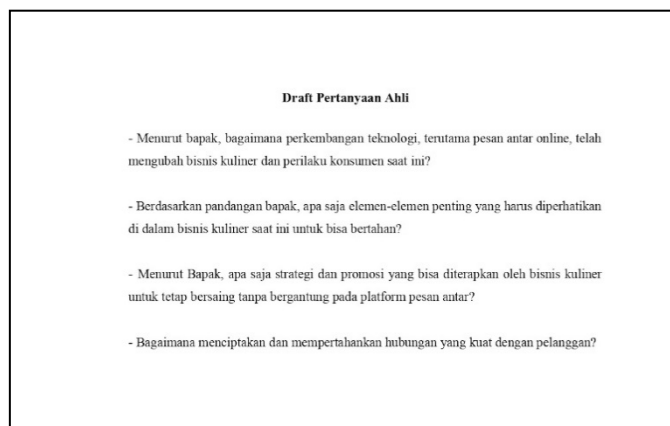 Draft Pertanyaan Ahli
- Menurut bapak, bagaimana perkembangan teknologi, terutama pesan antar online, telah
mengubah bisnis kuliner dan perilaku konsumen saat ini?
- Berdasarkan pandangan bapak, apa saja elemen-elemen penting yang harus diperhatikan
di dalam bisnis kuliner saat ini untuk bisa bertahan?
- Menurut Bapak, apa saja strategi dan promosi yang bisa diterapkan oleh bisnis kuliner
untuk tetap bersaing tanpa bergantung pada platform pesan antar?
- Bagaimana menciptakan dan mempertahankan hubungan yang kuat dengan pelanggan?